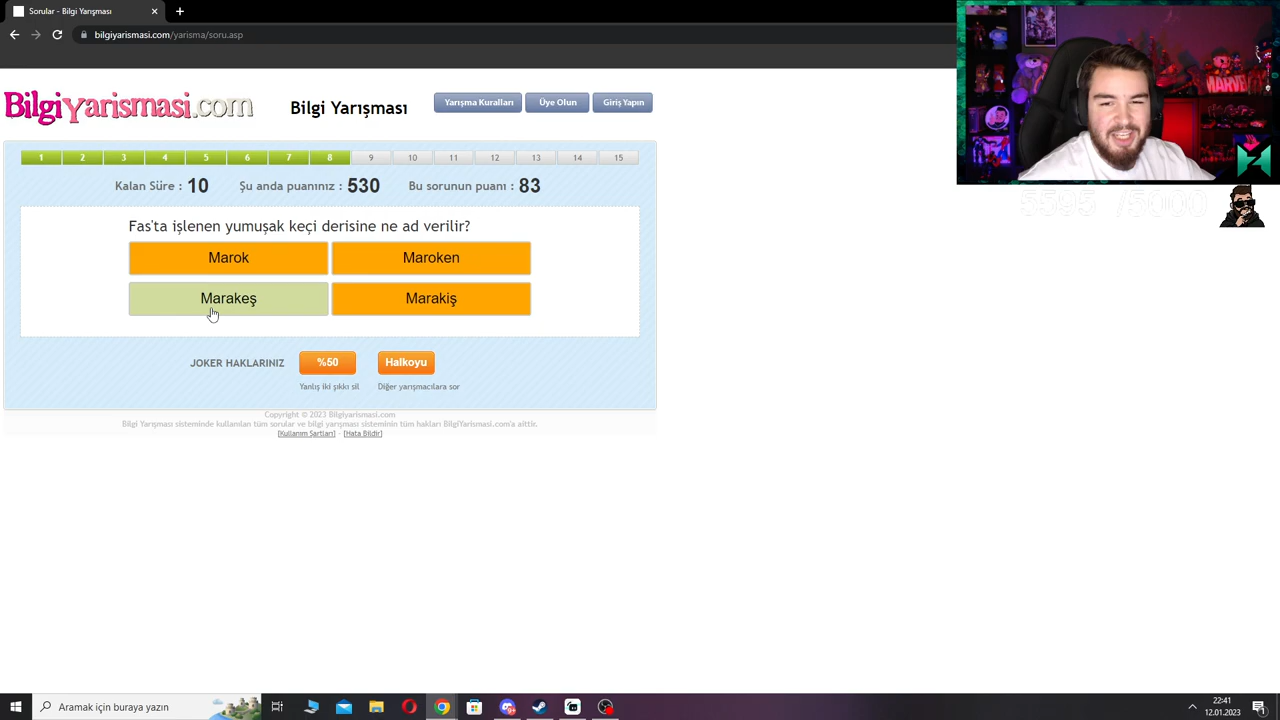 Sorular - Bilgi Yarışması
bilgiyarismasi.com/yarisma/soru.asp
BilgiYarismasi.com
Bilgi Yarışması
Yarışma Kuralları
Üye Olun
Giriş Yapın
1 2 3 4 5 6 7 8 9 10 11 12 13 14 15
Kalan Süre : 10 Şu anda puanınız : 530 Bu sorunun puanı : 83
Fas'ta işlenen yumuşak keçi derisine ne ad verilir?
Marok Maroken
Marakeş Marakiş
JOKER HAKLARINIZ %50 Halkoyu
Yanlış iki şıkkı sil Diğer yarışmacılara sor
Copyright © 2023 Bilgiyarismasi.com
Bilgi Yarışması sisteminde kullanılan tüm sorular ve bilgi yarışması sisteminin tüm hakları BilgiYarismasi.com'a aittir.
[Kullanım Şartları] - [Hata Bildir]
MARVEL
5595 /5000
Aramak için buraya yazın
22:41
12.01.2023
1